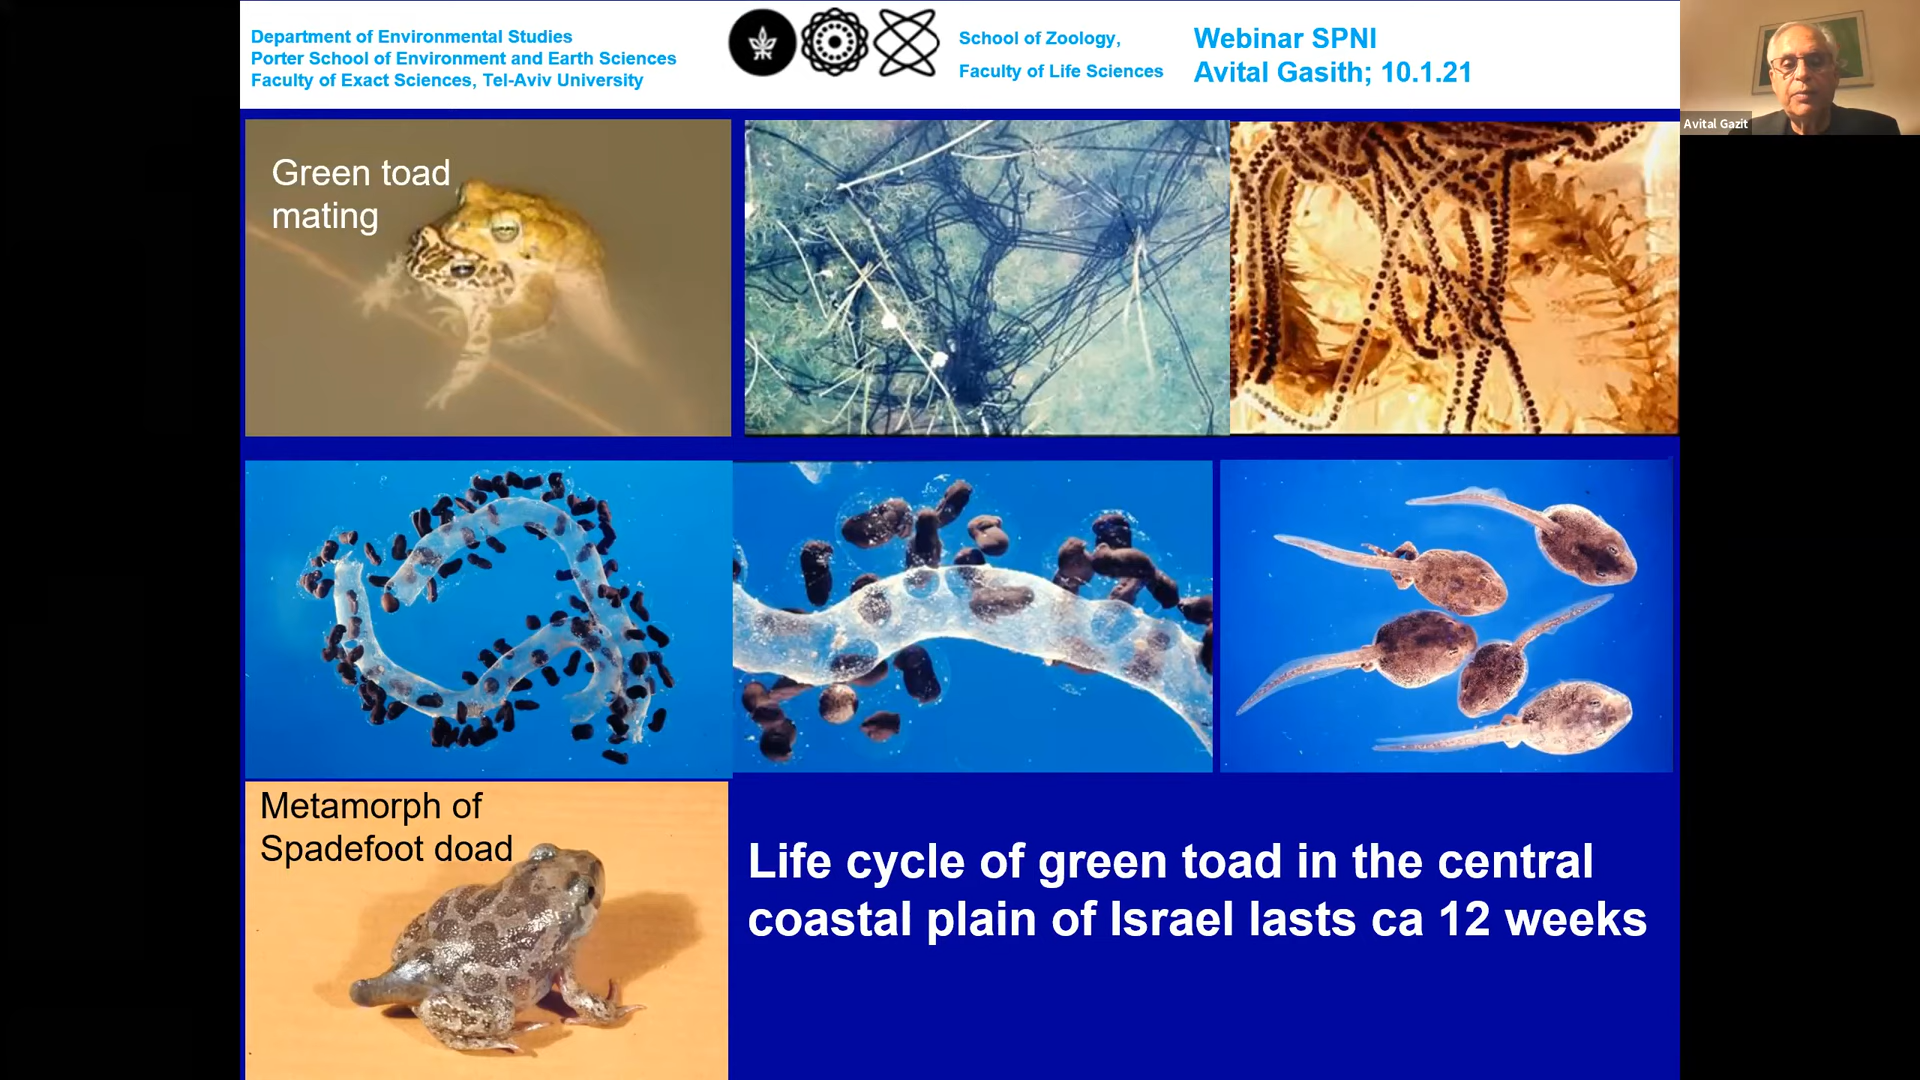 Department of Environmental Studies
Porter School of Environment and Earth Sciences
Faculty of Exact Sciences, Tel-Aviv University
School of Zoology,
Faculty of Life Sciences
Webinar SPNI
Avital Gasith; 10.1.21
Avital Gazit
Green toad
mating
Metamorph of
Spadefoot doad
Life cycle of green toad in the central
coastal plain of Israel lasts ca 12 weeks